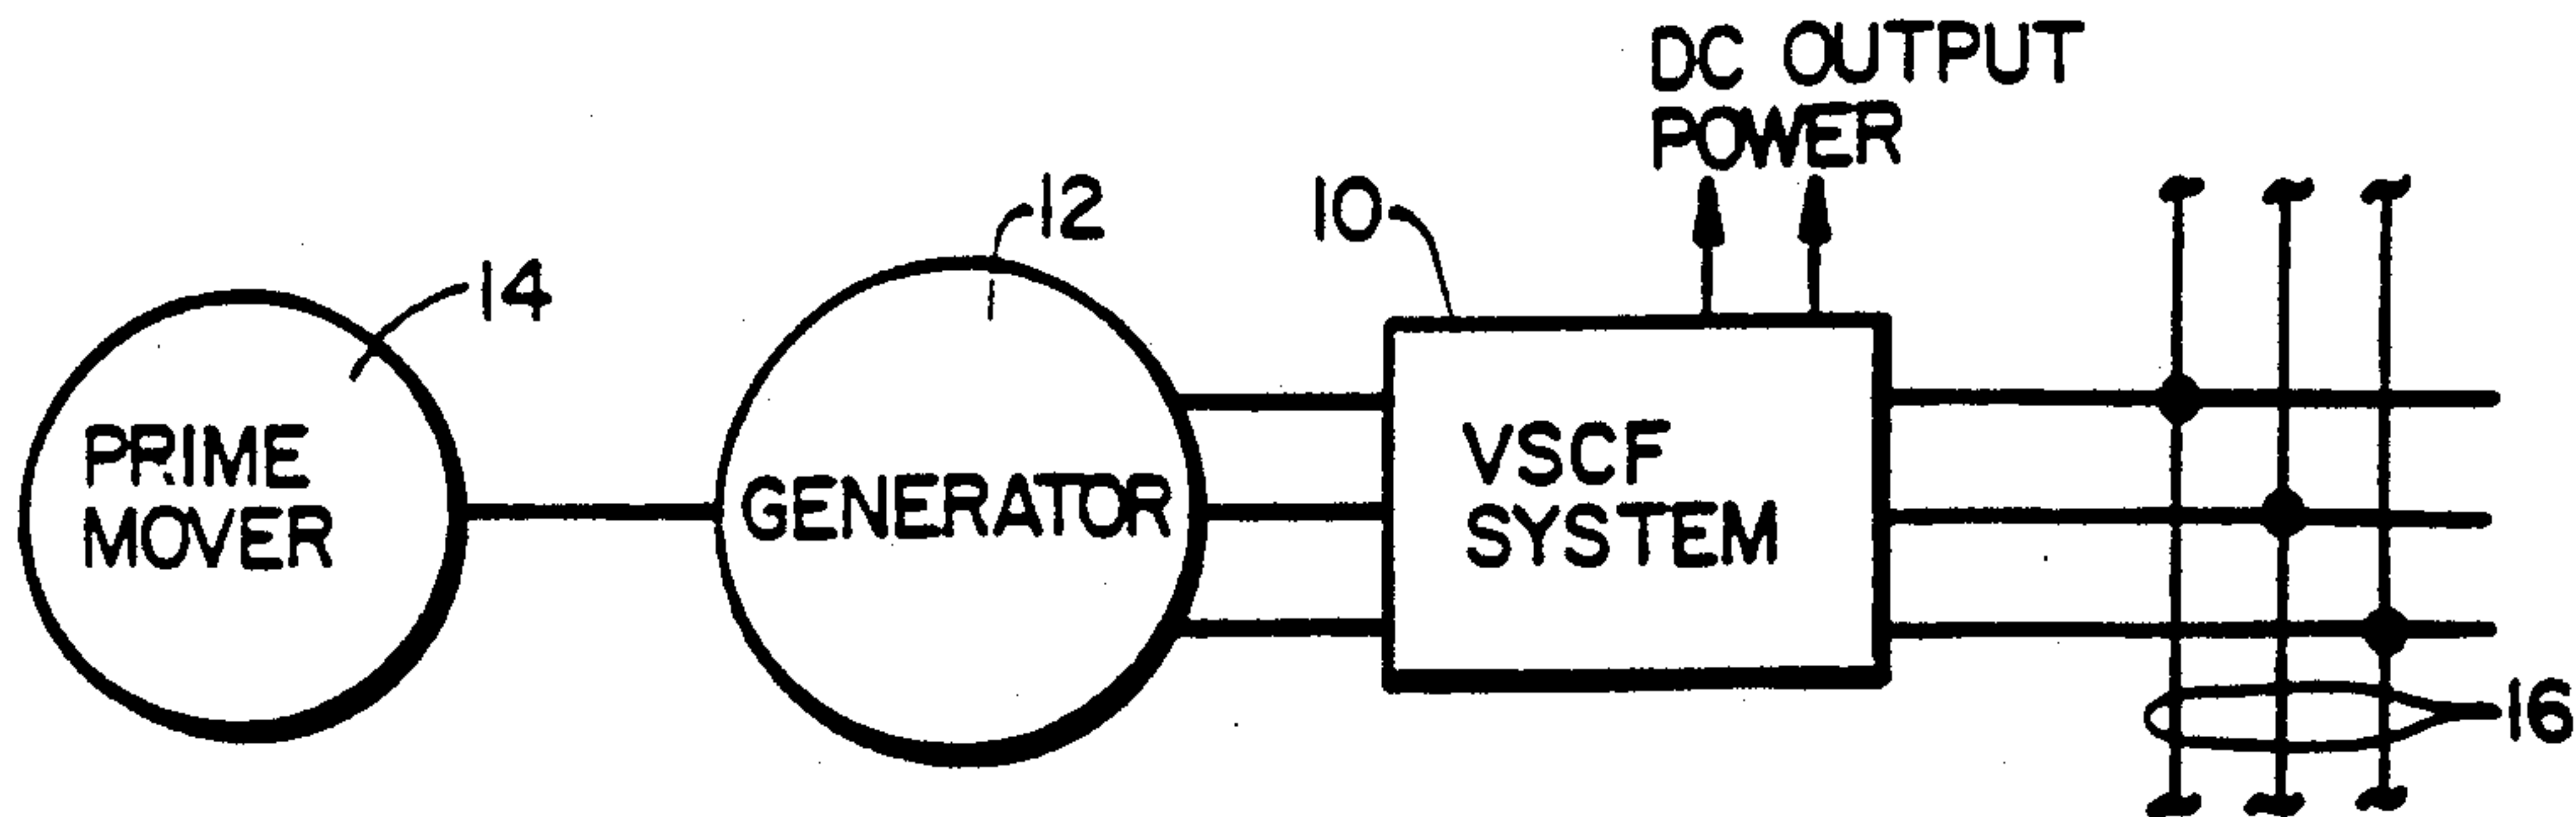 DC OUTPUT
POWER
12
10
14
PRIME
MOVER
GENERATOR
VSCF
SYSTEM
16